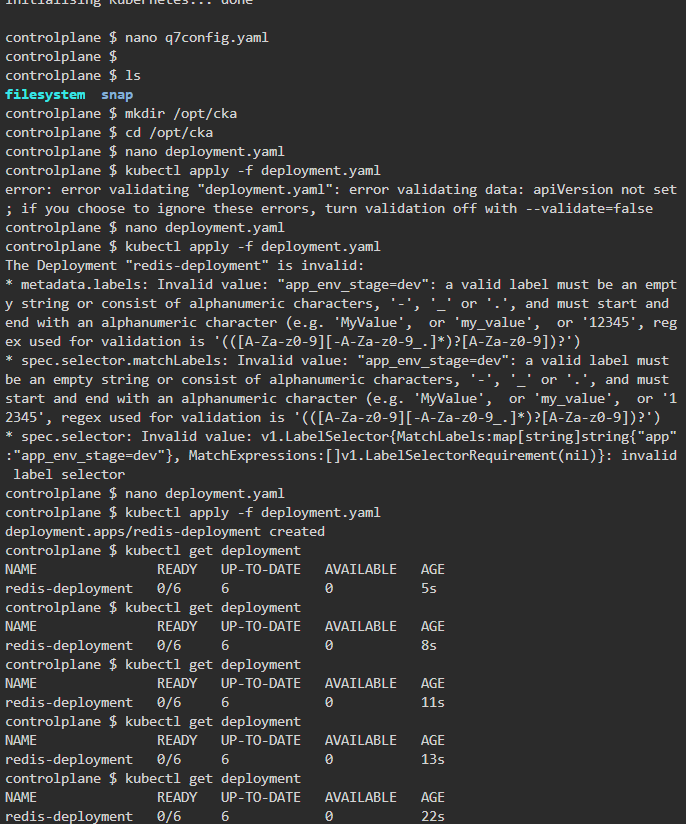 Initialising Kubernetes... done
controlplane $ nano q7config.yaml
controlplane $
controlplane $ ls
filesystem  snap
controlplane $ mkdir /opt/cka
controlplane $ cd /opt/cka
controlplane $ nano deployment.yaml
controlplane $ kubectl apply -f deployment.yaml
error: error validating "deployment.yaml": error validating data: apiVersion not set
; if you choose to ignore these errors, turn validation off with --validate=false
controlplane $ nano deployment.yaml
controlplane $ kubectl apply -f deployment.yaml
The Deployment "redis-deployment" is invalid:
* metadata.labels: Invalid value: "app_env_stage=dev": a valid label must be an empt
y string or consist of alphanumeric characters, '-', '_' or '.', and must start and
end with an alphanumeric character (e.g. 'MyValue',  or 'my_value',  or '12345', reg
ex used for validation is '(([A-Za-z0-9][-A-Za-z0-9_.]*)?[A-Za-z0-9])?')
* spec.selector.matchLabels: Invalid value: "app_env_stage=dev": a valid label must
be an empty string or consist of alphanumeric characters, '-', '_' or '.', and must
start and end with an alphanumeric character (e.g. 'MyValue',  or 'my_value',  or '1
2345', regex used for validation is '(([A-Za-z0-9][-A-Za-z0-9_.]*)?[A-Za-z0-9])?')
* spec.selector: Invalid value: v1.LabelSelector{MatchLabels:map[string]string{"app"
:"app_env_stage=dev"}, MatchExpressions:[]v1.LabelSelectorRequirement(nil)}: invalid
 label selector
controlplane $ nano deployment.yaml
controlplane $ kubectl apply -f deployment.yaml
deployment.apps/redis-deployment created
controlplane $ kubectl get deployment
NAME               READY   UP-TO-DATE   AVAILABLE   AGE
redis-deployment   0/6     6            0           5s
controlplane $ kubectl get deployment
NAME               READY   UP-TO-DATE   AVAILABLE   AGE
redis-deployment   0/6     6            0           8s
controlplane $ kubectl get deployment
NAME               READY   UP-TO-DATE   AVAILABLE   AGE
redis-deployment   0/6     6            0           11s
controlplane $ kubectl get deployment
NAME               READY   UP-TO-DATE   AVAILABLE   AGE
redis-deployment   0/6     6            0           13s
controlplane $ kubectl get deployment
NAME               READY   UP-TO-DATE   AVAILABLE   AGE
redis-deployment   0/6     6            0           22s